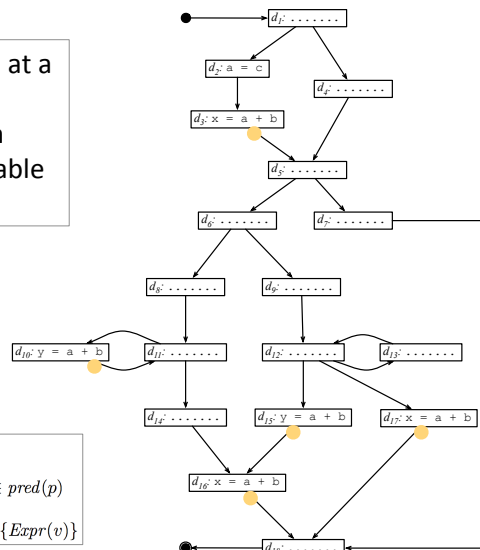 at a
able
d1: .......
d2: a = c
d4: .......
d3: x = a + b
d5: .......
d6: .......
d7: .......
d8: .......
d9: .......
d10: y = a + b
d11: .......
d12: .......
d13: .......
d14: .......
d15: y = a + b
d17: x = a + b
d16: x = a + b
pred(p)
{Expr(v)}